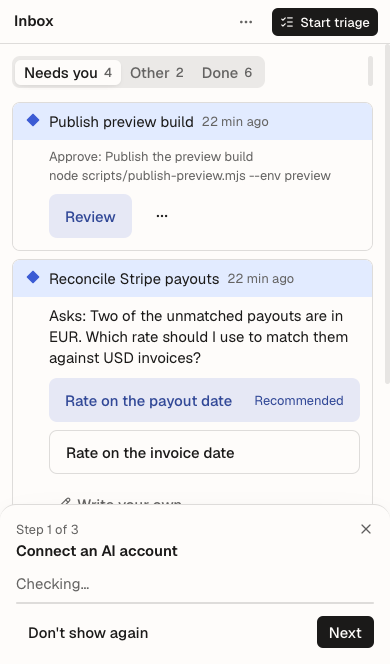 Inbox
Start triage
Needs you 4 Other 2 Done 6
Publish preview build 22 min ago
Approve: Publish the preview build
node scripts/publish-preview.mjs --env preview
Review
Reconcile Stripe payouts 22 min ago
Asks: Two of the unmatched payouts are in
EUR. Which rate should I use to match them
against USD invoices?
Rate on the payout date Recommended
Rate on the invoice date
Write your own
Step 1 of 3
Connect an AI account
Checking…
Don't show again Next